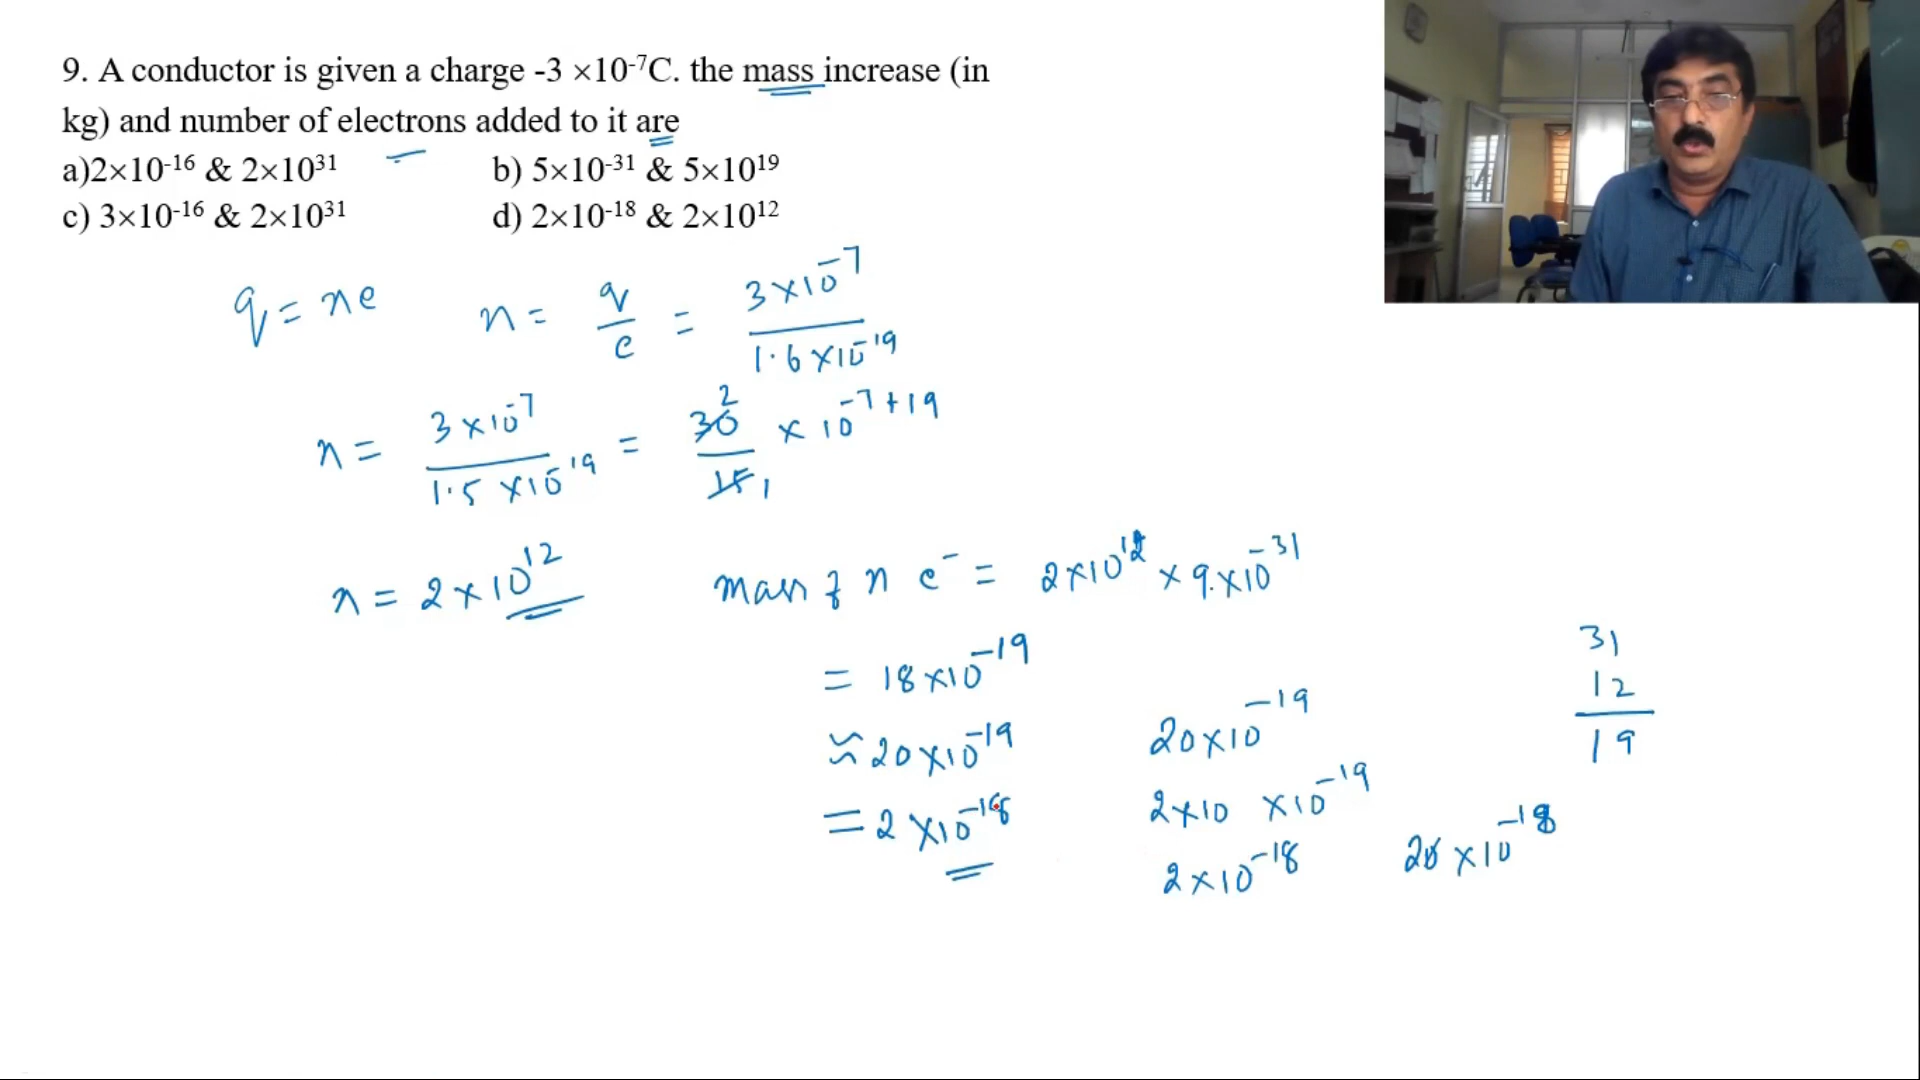 9. A conductor is given a charge -3 ×10⁻⁷C. the mass increase (in
kg) and number of electrons added to it are
a)2×10⁻¹⁶ & 2×10³¹ b) 5×10⁻³¹ & 5×10¹⁹
c) 3×10⁻¹⁶ & 2×10³¹ d) 2×10⁻¹⁸ & 2×10¹²
q = ne n = q/e = 3×10⁻⁷ / 1.6×10⁻¹⁹
n = 3×10⁻⁷ / 1.5×10⁻¹⁹ = 30 2 / 15 1 × 10⁻⁷⁺¹⁹
n = 2×10¹²
mass of n e⁻ = 2×10¹² × 9.×10⁻³¹
= 18×10⁻¹⁹
≈ 20×10⁻¹⁹
= 2×10⁻¹⁸
20×10⁻¹⁹
2×10 ×10⁻¹⁹
2×10⁻¹⁸
×10⁻¹⁸
31
12
19